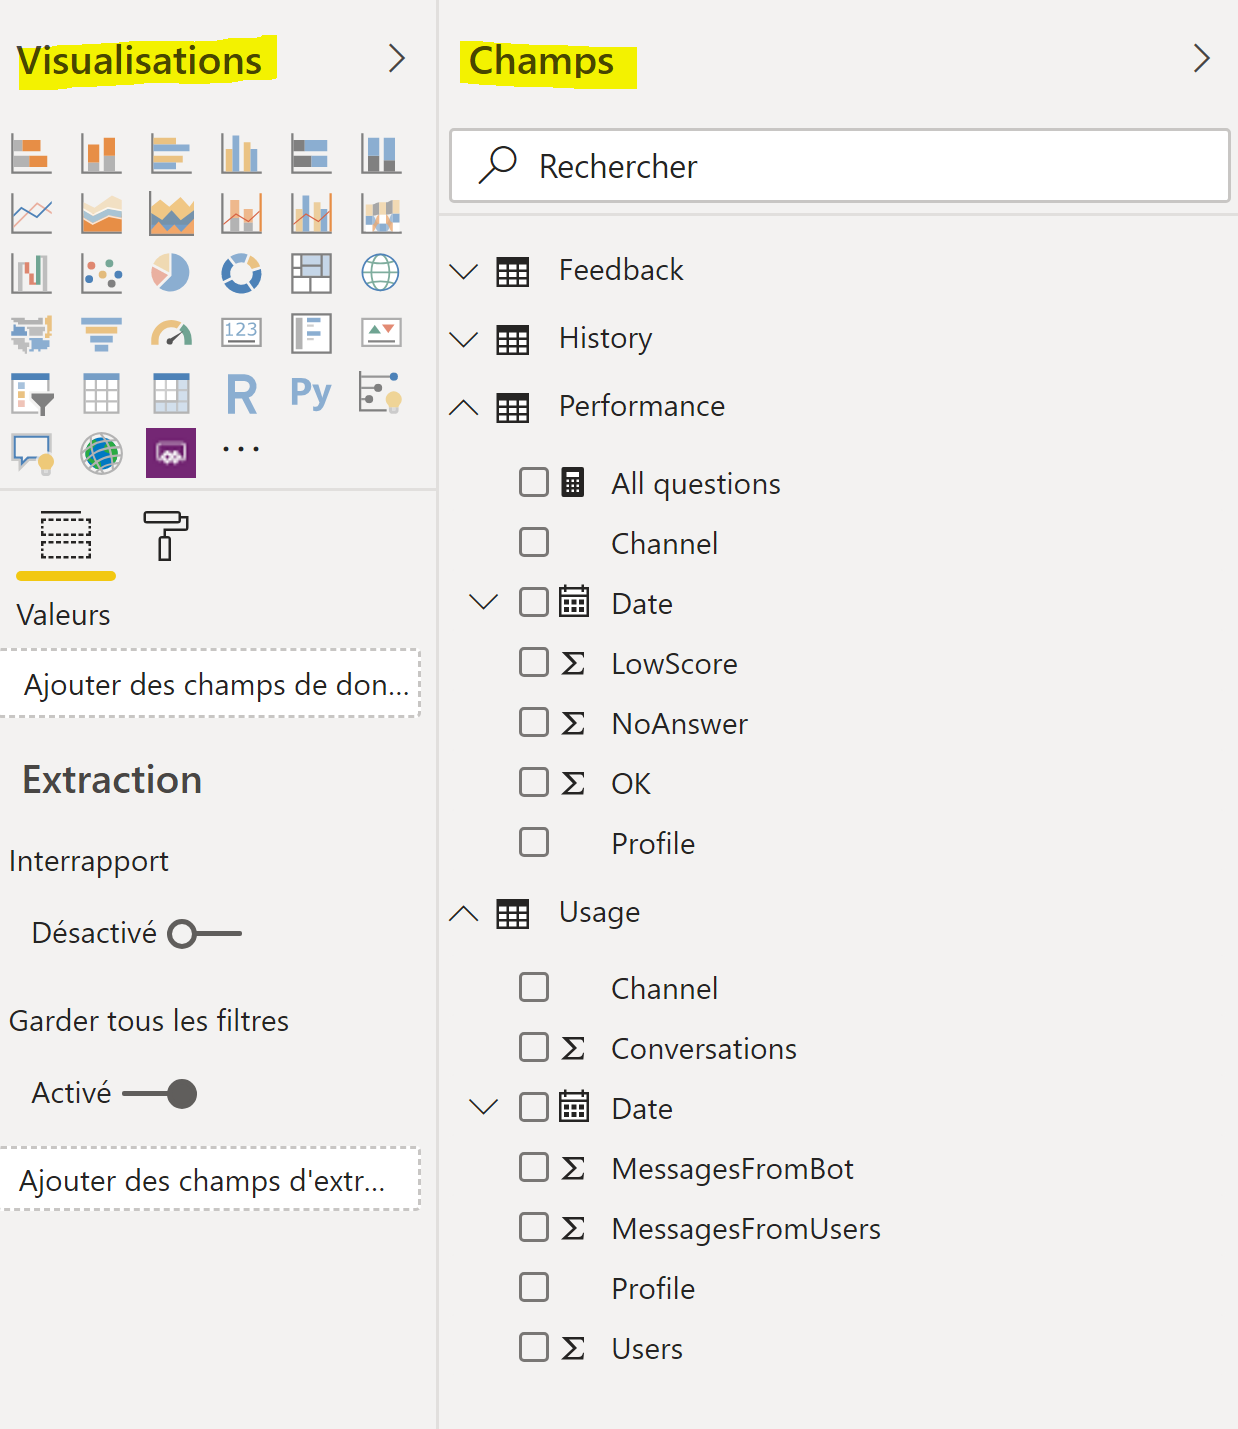 Visualisations
123
R
Py
...
Valeurs
Ajouter des champs de don...
Extraction
Interrapport
Désactivé
Garder tous les filtres
Activé
Ajouter des champs d'extr...
Champs
Rechercher
Feedback
History
Performance
All questions
Channel
Date
Σ LowScore
Σ NoAnswer
Σ OK
Profile
Usage
Channel
Σ Conversations
Date
Σ MessagesFromBot
Σ MessagesFromUsers
Profile
Σ Users